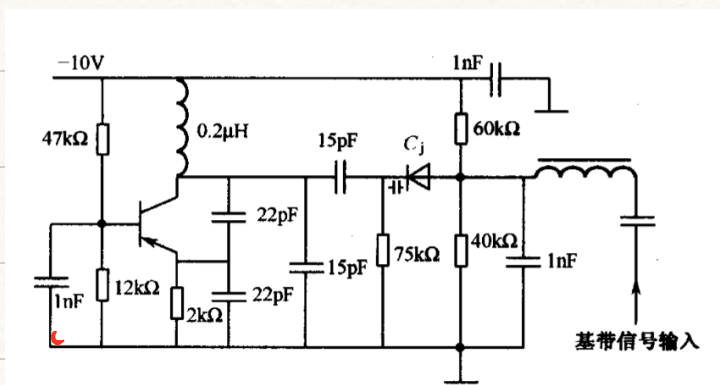 −10V
1nF
47kΩ
0.2μH
15pF
Cj
60kΩ
22pF
75kΩ
40kΩ
1nF
1nF
12kΩ
2kΩ
22pF
15pF
基带信号输入